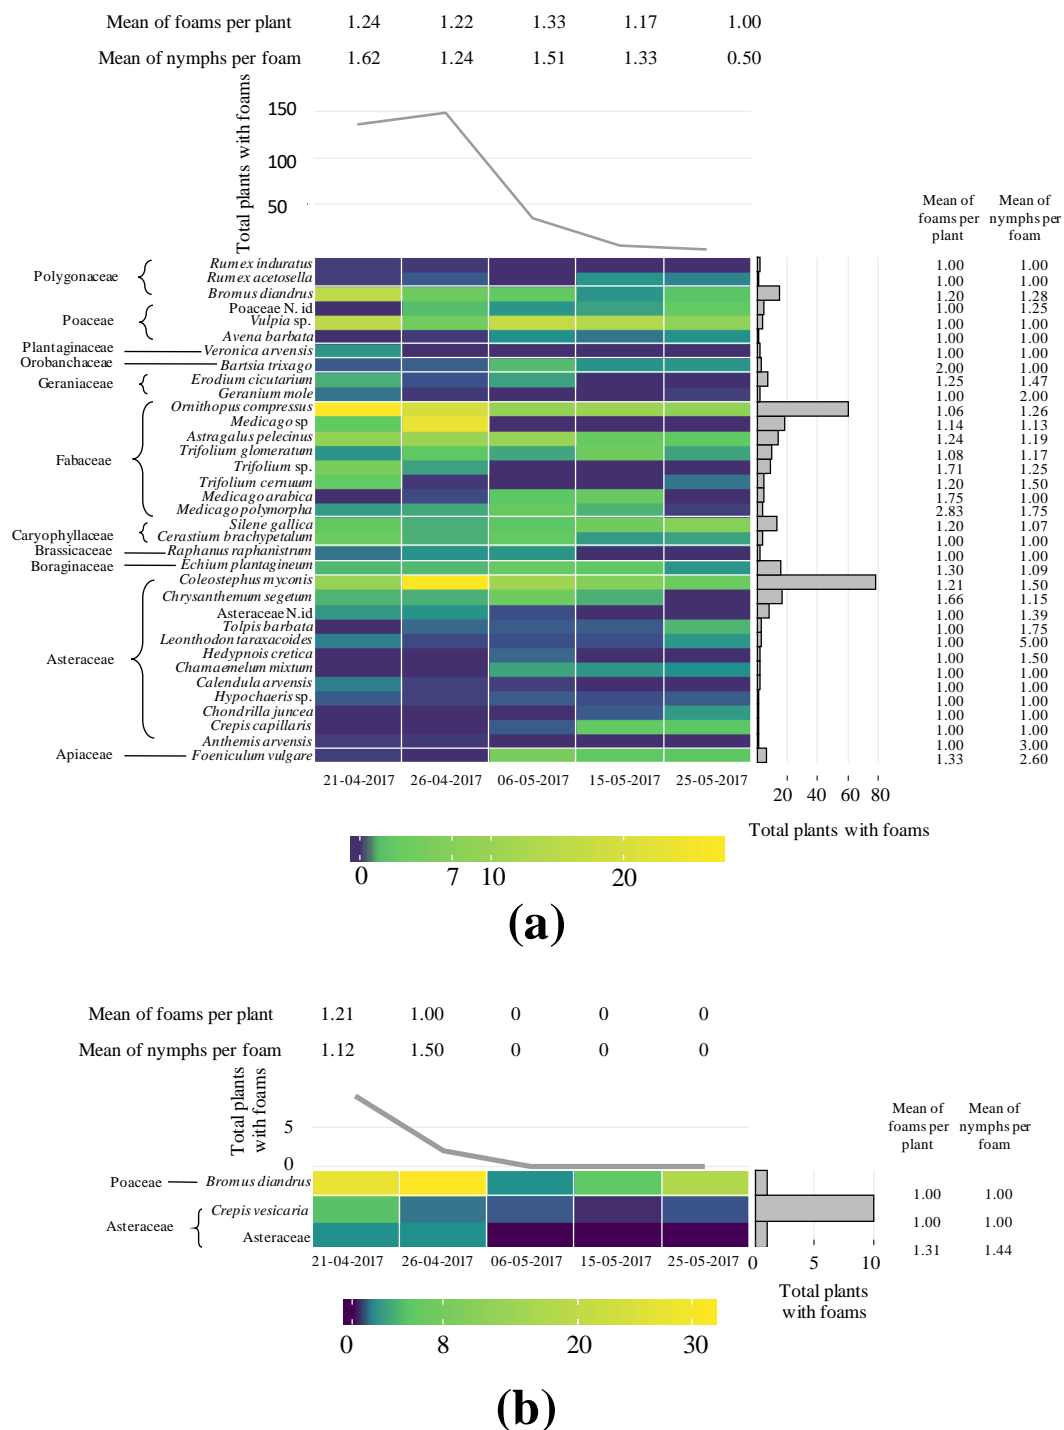 Mean of foams per plant 1.24 1.22 1.33 1.17 1.00
Mean of nymphs per foam 1.62 1.24 1.51 1.33 0.50
Total plants with foams
150
100
50
Mean of foams per plant
Mean of nymphs per foam
Polygonaceae
Poaceae
Plantaginaceae
Orobanchaceae
Geraniaceae
Fabaceae
Caryophyllaceae
Brassicaceae
Boraginaceae
Asteraceae
Apiaceae
Rumex induratus 1.00 1.00
Rumex acetosella 1.00 1.00
Bromus diandrus 1.20 1.28
Poaceae N. id 1.00 1.25
Vulpia sp. 1.00 1.00
Avena barbata 1.00 1.00
Veronica arvensis 1.00 1.00
Bartsia trixago 2.00 1.00
Erodium cicutarium 1.25 1.47
Geranium mole 1.00 2.00
Ornithopus compressus 1.06 1.26
Medicago sp 1.14 1.13
Astragalus pelecinus 1.24 1.19
Trifolium glomeratum 1.08 1.17
Trifolium sp. 1.71 1.25
Trifolium cernuum 1.20 1.50
Medicago arabica 1.75 1.00
Medicago polymorpha 2.83 1.75
Silene gallica 1.20 1.07
Cerastium brachypetalum 1.00 1.00
Raphanus raphanistrum 1.00 1.00
Echium plantagineum 1.30 1.09
Coleostephus myconis 1.21 1.50
Chrysanthemum segetum 1.66 1.15
Asteraceae N.id 1.00 1.39
Tolpis barbata 1.00 1.75
Leonthodon taraxacoides 1.00 5.00
Hedypnois cretica 1.00 1.50
Chamaemelum mixtum 1.00 1.00
Calendula arvensis 1.00 1.00
Hypochaeris sp. 1.00 1.00
Chondrilla juncea 1.00 1.00
Crepis capillaris 1.00 1.00
Anthemis arvensis 1.00 3.00
Foeniculum vulgare 1.33 2.60
21-04-2017 26-04-2017 06-05-2017 15-05-2017 25-05-2017
20 40 60 80
Total plants with foams
0 7 10 20
(a)
Mean of foams per plant 1.21 1.00 0 0 0
Mean of nymphs per foam 1.12 1.50 0 0 0
Total plants
with foams
5
0
Mean of foams per plant
Mean of nymphs per foam
Poaceae
Asteraceae
Bromus diandrus 1.00 1.00
Crepis vesicaria 1.00 1.00
Asteraceae 1.31 1.44
21-04-2017 26-04-2017 06-05-2017 15-05-2017 25-05-2017
0 5 10
Total plants
with foams
0 8 20 30
(b)